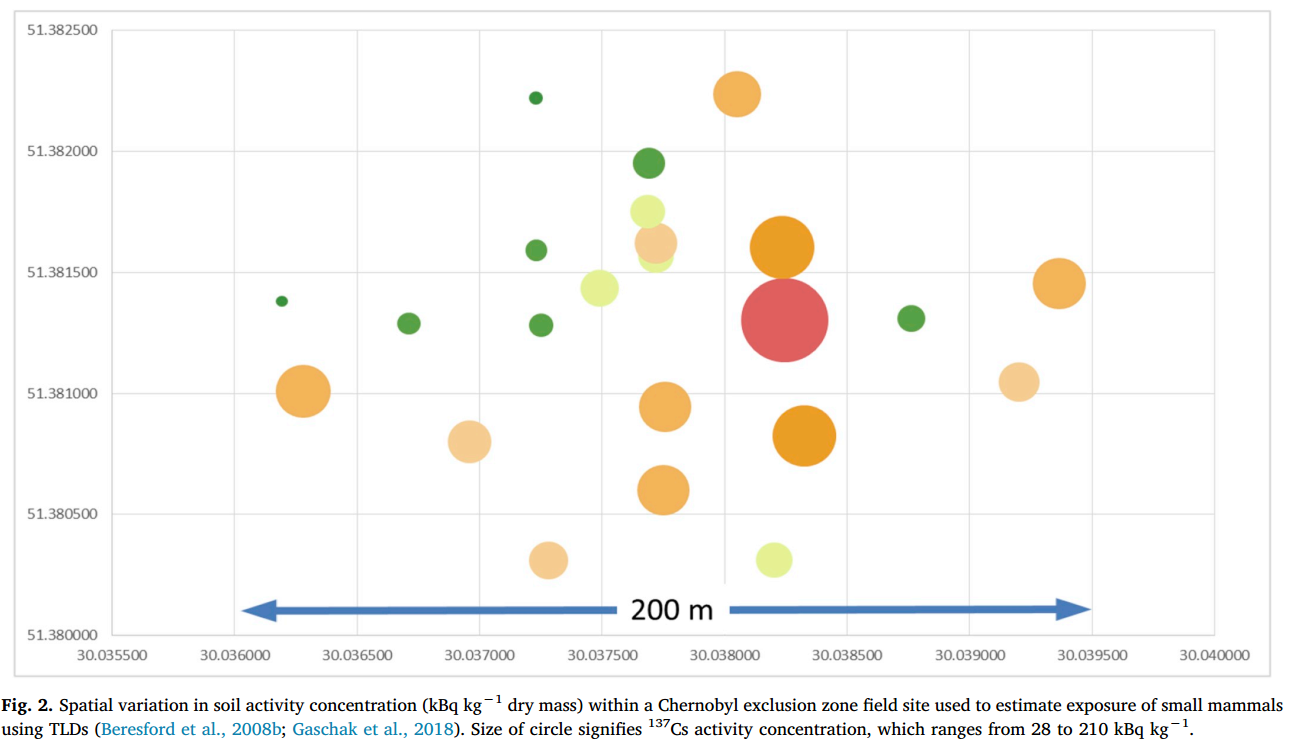 51.382500
51.382000
51.381500
51.381000
51.380500
200 m
51.380000
30.035500 30.036000 30.036500 30.037000 30.037500 30.038000 30.038500 30.039000 30.039500 30.040000
Fig. 2. Spatial variation in soil activity concentration (kBq kg⁻¹ dry mass) within a Chernobyl exclusion zone field site used to estimate exposure of small mammals
using TLDs (Beresford et al., 2008b; Gaschak et al., 2018). Size of circle signifies ¹³⁷Cs activity concentration, which ranges from 28 to 210 kBq kg⁻¹.